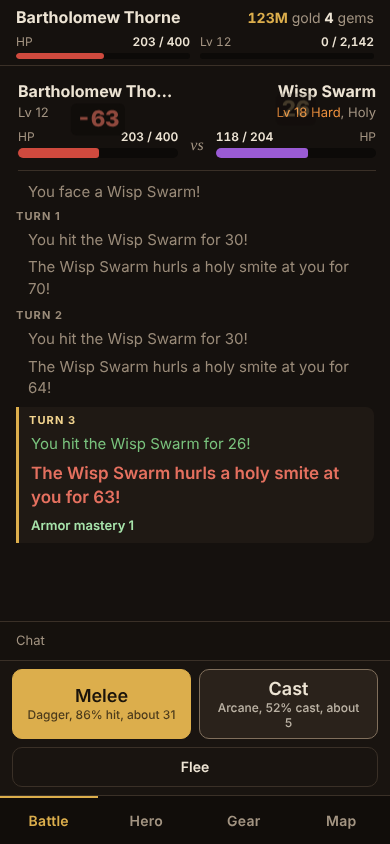 Bartholomew Thorne
123M gold 4 gems
HP 203 / 400
Lv 12 0 / 2,142
Bartholomew Tho...
Wisp Swarm
Lv 12
-63
26
Lv 18 Hard, Holy
HP 203 / 400
vs
118 / 204 HP
You face a Wisp Swarm!
TURN 1
You hit the Wisp Swarm for 30!
The Wisp Swarm hurls a holy smite at you for
70!
TURN 2
You hit the Wisp Swarm for 30!
The Wisp Swarm hurls a holy smite at you for
64!
TURN 3
You hit the Wisp Swarm for 26!
The Wisp Swarm hurls a holy smite at
you for 63!
Armor mastery 1
Chat
Melee
Dagger, 86% hit, about 31
Cast
Arcane, 52% cast, about
5
Flee
Battle Hero Gear Map